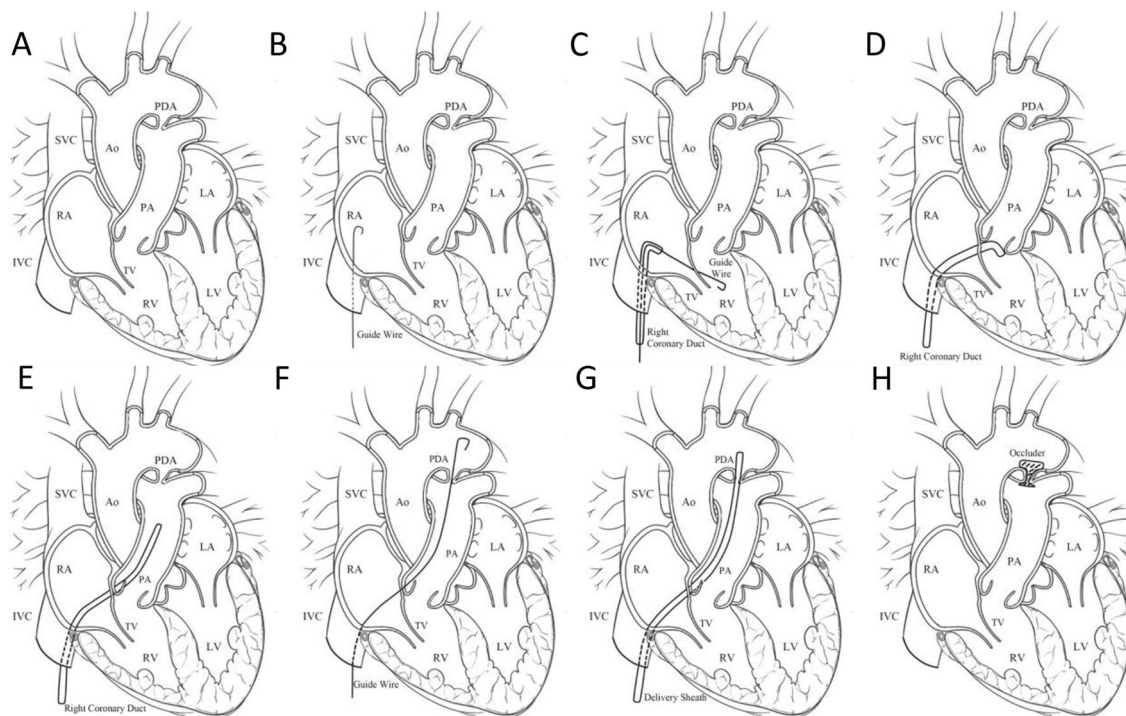 A
PDA
SVC
Ao
LA
RA
PA
IVC
TV
LV
RV
B
PDA
SVC
Ao
LA
RA
PA
IVC
TV
LV
RV
Guide Wire
C
PDA
SVC
Ao
LA
RA
PA
IVC
Guide
Wire
TV
LV
RV
Right
Coronary Duct
D
PDA
SVC
Ao
LA
RA
PA
IVC
TV
LV
RV
Right Coronary Duct
E
PDA
SVC
Ao
LA
RA
PA
IVC
TV
LV
RV
Right Coronary Duct
F
PDA
SVC
Ao
LA
PA
RA
IVC
TV
LV
RV
Guide Wire
G
PDA
SVC
Ao
LA
RA
PA
IVC
TV
LV
RV
Delivery Sheath
H
Occluder
SVC
Ao
LA
PA
RA
IVC
TV
LV
RV